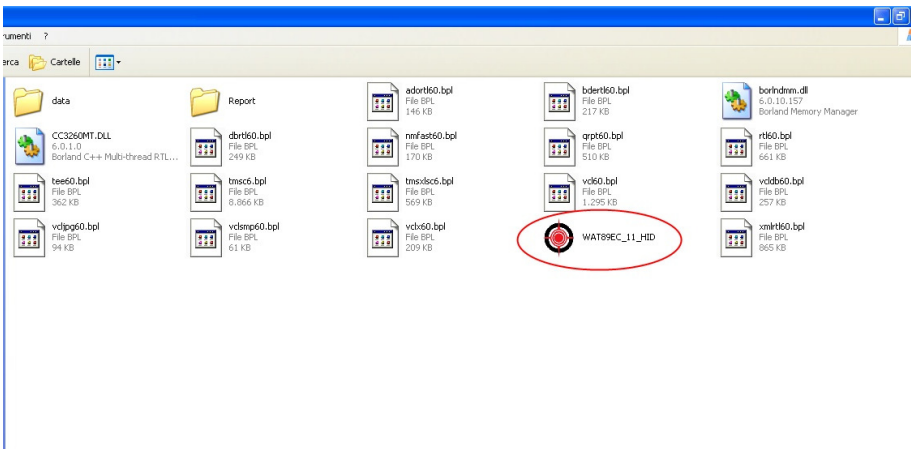 rumenti ?
erca Cartelle
data
Report
adortl60.bpl
File BPL
146 KB
bdertl60.bpl
File BPL
217 KB
borlndmm.dll
6.0.10.157
Borland Memory Manager
CC3260MT.DLL
6.0.1.0
Borland C++ Multi-thread RTL...
dbrtl60.bpl
File BPL
249 KB
nmfast60.bpl
File BPL
170 KB
qrpt60.bpl
File BPL
510 KB
rtl60.bpl
File BPL
661 KB
tee60.bpl
File BPL
362 KB
tmsc6.bpl
File BPL
8.866 KB
tmsxlsc6.bpl
File BPL
569 KB
vcl60.bpl
File BPL
1.295 KB
vcldb60.bpl
File BPL
257 KB
vcljpg60.bpl
File BPL
94 KB
vclsmp60.bpl
File BPL
61 KB
vclx60.bpl
File BPL
209 KB
WAT89EC_11_HID
xmlrtl60.bpl
File BPL
865 KB